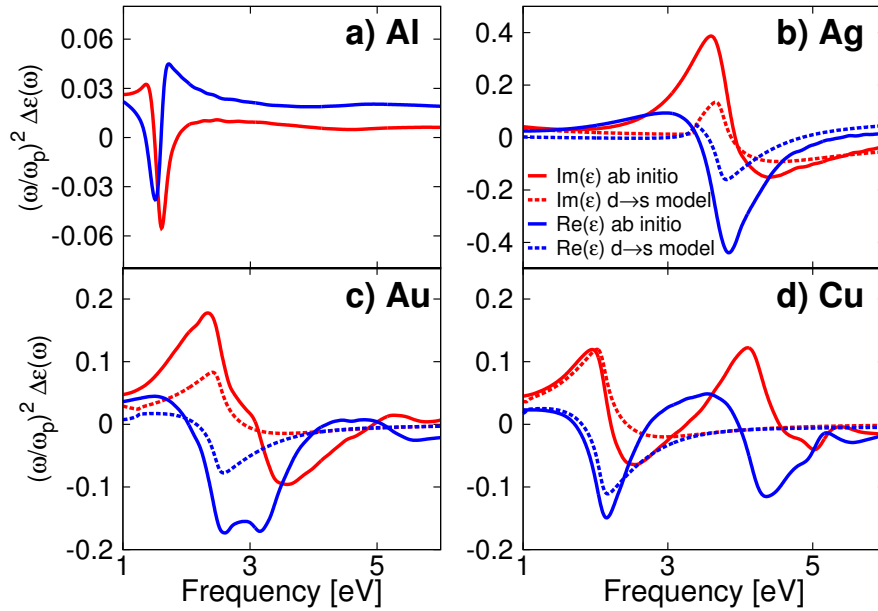 a) Al
0.06
0.03
0
-0.03
-0.06
(ω/ωp)² Δε(ω)
b) Ag
0.4
0.2
0
-0.2
-0.4
Im(ε) ab initio
Im(ε) d→s model
Re(ε) ab initio
Re(ε) d→s model
c) Au
0.2
0.1
0
-0.1
-0.2
(ω/ωp)² Δε(ω)
1 3 5
Frequency [eV]
d) Cu
0.2
0.1
0
-0.1
-0.2
1 3 5
Frequency [eV]